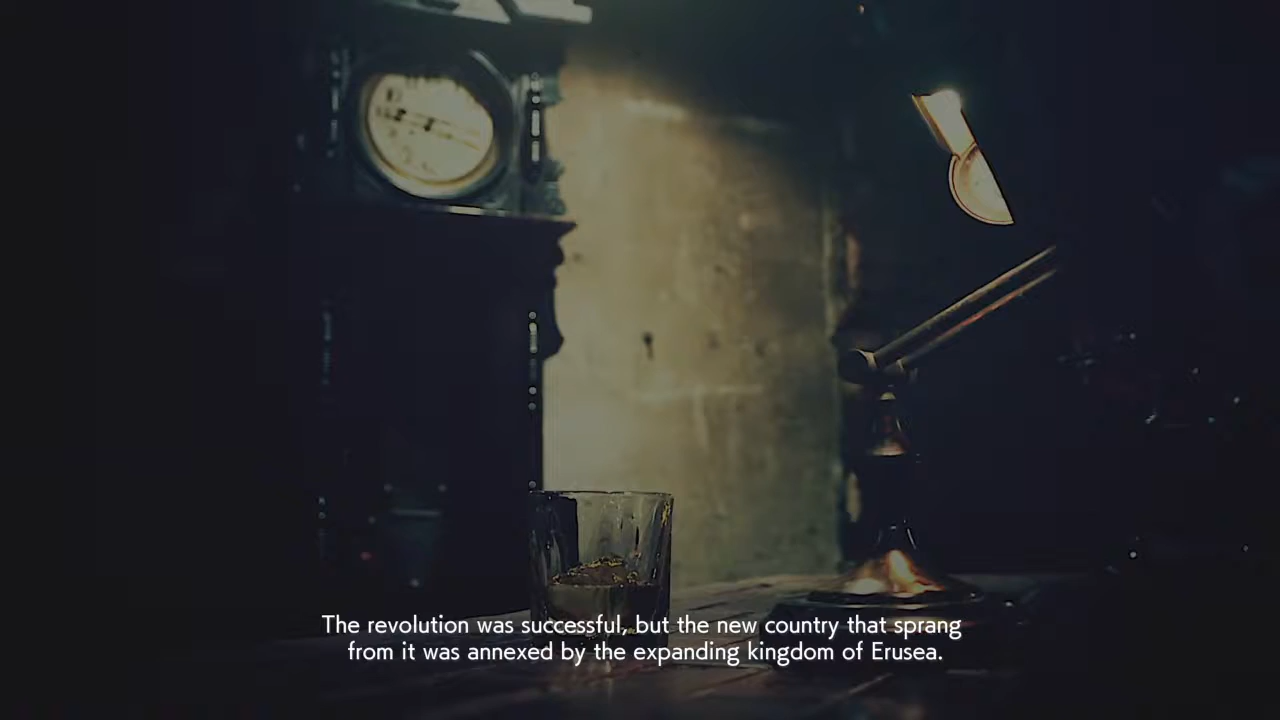 The revolution was successful, but the new country that sprang
from it was annexed by the expanding kingdom of Erusea.